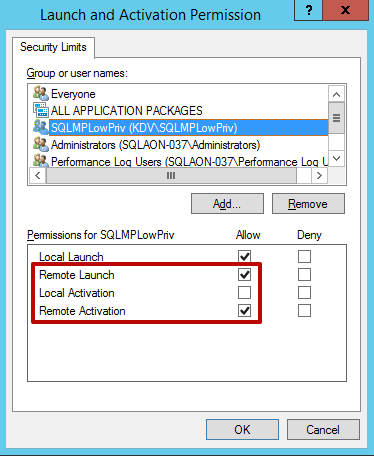 Launch and Activation Permission
?
Security Limits
Group or user names:
Everyone
ALL APPLICATION PACKAGES
SQLMPLowPriv (KDV\SQLMPLowPriv)
Administrators (SQLAON-037\Administrators)
Performance Log Users (SQLAON-037\Performance Log U
Add...
Remove
Permissions for SQLMPLowPriv
Allow
Deny
Local Launch
Remote Launch
Local Activation
Remote Activation
OK
Cancel